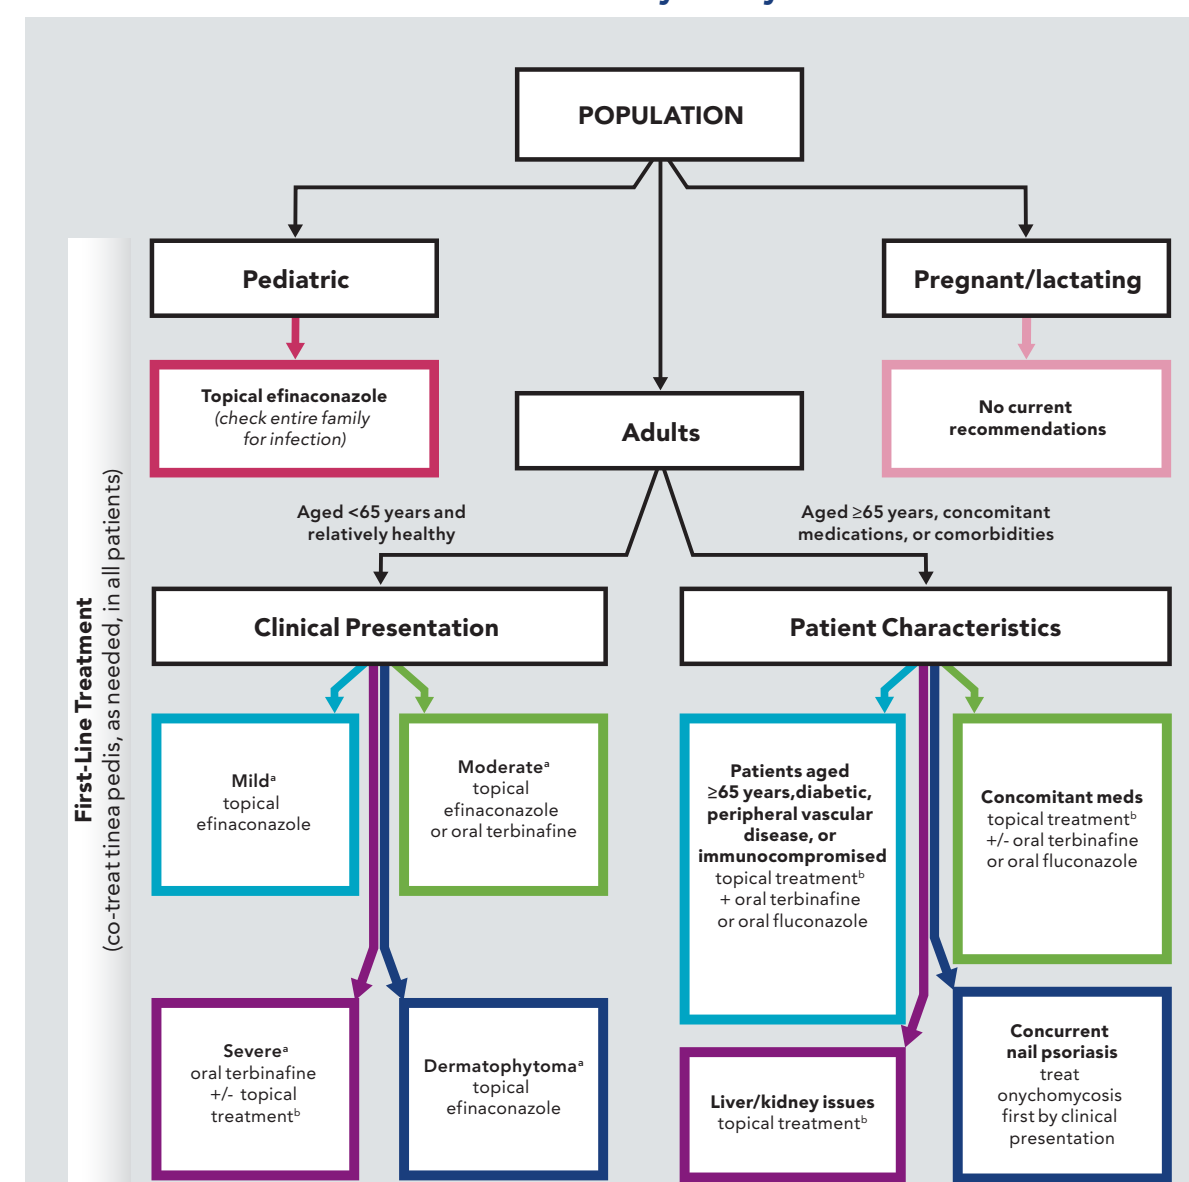 POPULATION
Pediatric
Pregnant/lactating
Topical efinaconazole
(check entire family
for infection)
No current
recommendations
Adults
Aged <65 years and
relatively healthy
Aged ≥65 years, concomitant
medications, or comorbidities
First-Line Treatment
(co-treat tinea pedis, as needed, in all patients)
Clinical Presentation
Patient Characteristics
Mildᵃ
topical
efinaconazole
Moderateᵃ
topical
efinaconazole
or oral terbinafine
Patients aged
≥65 years,diabetic,
peripheral vascular
disease, or
immunocompromised
topical treatmentᵇ
+ oral terbinafine
or oral fluconazole
Concomitant meds
topical treatmentᵇ
+/- oral terbinafine
or oral fluconazole
Severeᵃ
oral terbinafine
+/- topical
treatmentᵇ
Dermatophytomaᵃ
topical
efinaconazole
Liver/kidney issues
topical treatmentᵇ
Concurrent
nail psoriasis
treat
onychomycosis
first by clinical
presentation